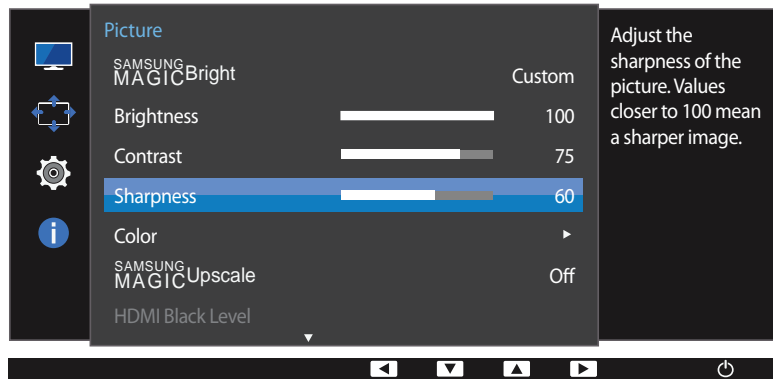 Picture
SAMSUNG
MAGICBright Custom
Brightness 100
Contrast 75
Sharpness 60
Color
SAMSUNG
MAGICUpscale Off
HDMI Black Level
Adjust the
sharpness of the
picture. Values
closer to 100 mean
a sharper image.